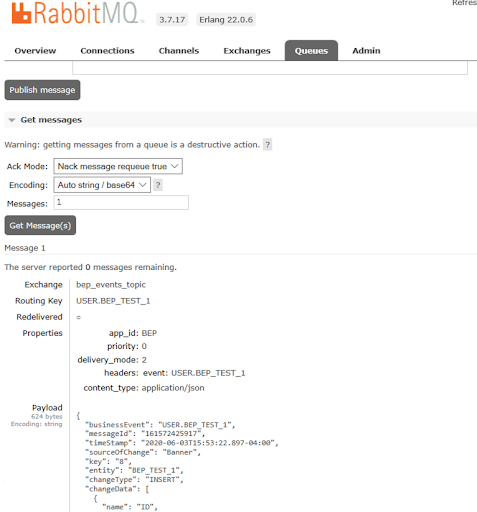 Refres
RabbitMQ 3.7.17 Erlang 22.0.6
Overview Connections Channels Exchanges Queues Admin
Publish message
Get messages
Warning: getting messages from a queue is a destructive action. ?
Ack Mode: Nack message requeue true
Encoding: Auto string / base64 ?
Messages: 1
Get Message(s)
Message 1
The server reported 0 messages remaining.
Exchange bep_events_topic
Routing Key USER.BEP_TEST_1
Redelivered ○
Properties app_id: BEP
priority: 0
delivery_mode: 2
headers: event: USER.BEP_TEST_1
content_type: application/json
Payload
624 bytes
Encoding: string
{
"businessEvent": "USER.BEP_TEST_1",
"messageId": "161572425917",
"timeStamp": "2020-06-03T15:53:22.897-04:00",
"sourceOfChange": "Banner",
"key": "8",
"entity": "BEP_TEST_1",
"changeType": "INSERT",
"changeData": [
{
"name": "ID",